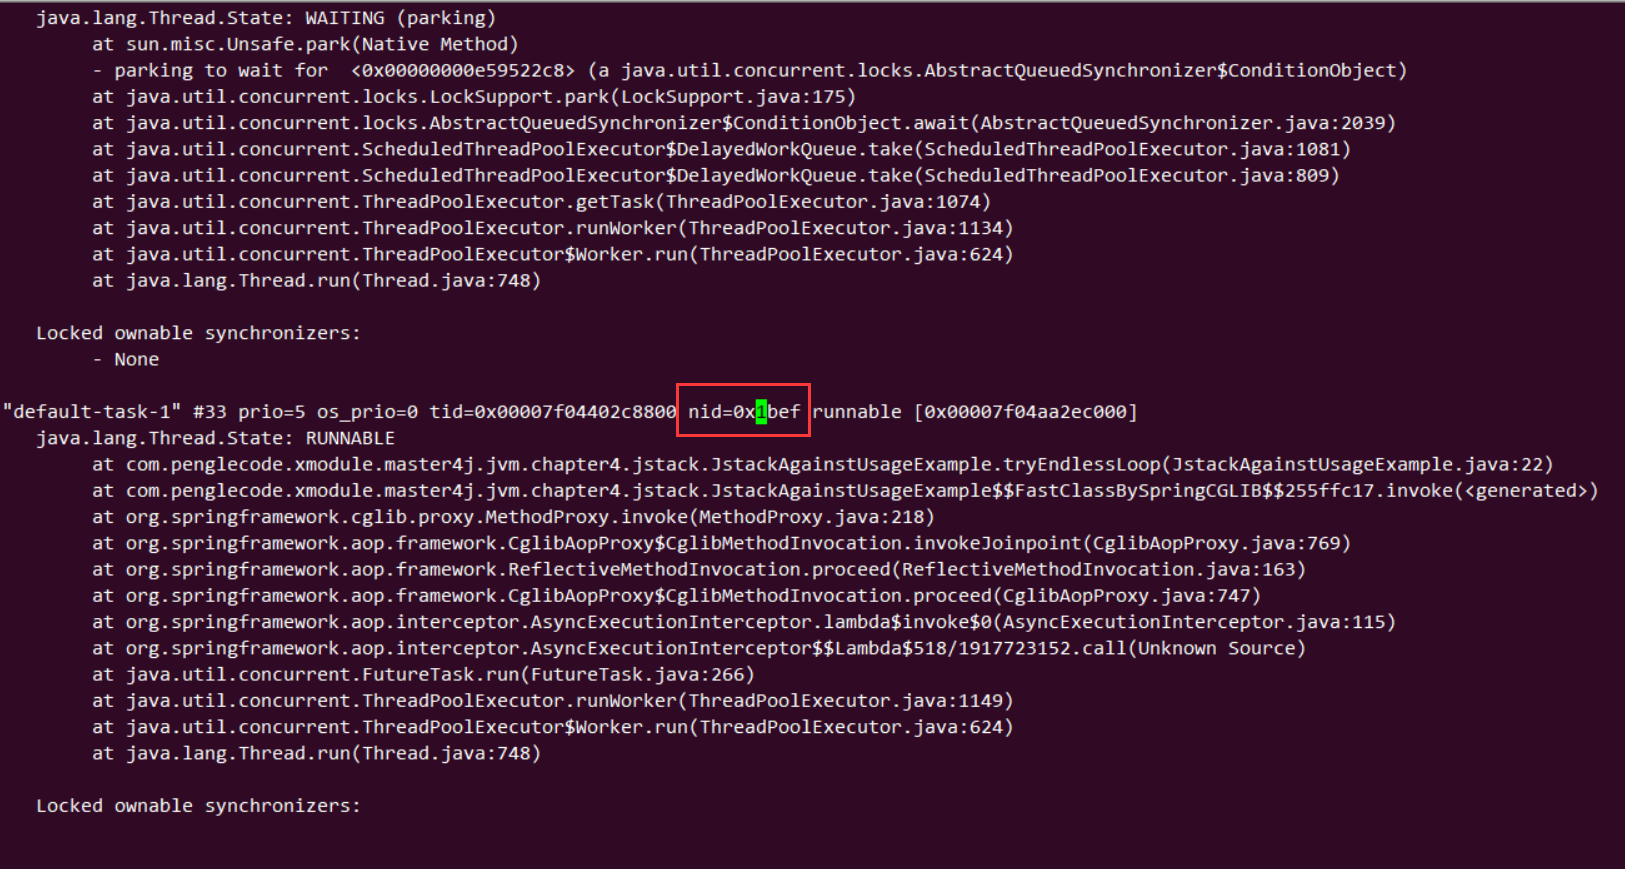 java.lang.Thread.State: WAITING (parking)
at sun.misc.Unsafe.park(Native Method)
- parking to wait for  <0x00000000e59522c8> (a java.util.concurrent.locks.AbstractQueuedSynchronizer$ConditionObject)
at java.util.concurrent.locks.LockSupport.park(LockSupport.java:175)
at java.util.concurrent.locks.AbstractQueuedSynchronizer$ConditionObject.await(AbstractQueuedSynchronizer.java:2039)
at java.util.concurrent.ScheduledThreadPoolExecutor$DelayedWorkQueue.take(ScheduledThreadPoolExecutor.java:1081)
at java.util.concurrent.ScheduledThreadPoolExecutor$DelayedWorkQueue.take(ScheduledThreadPoolExecutor.java:809)
at java.util.concurrent.ThreadPoolExecutor.getTask(ThreadPoolExecutor.java:1074)
at java.util.concurrent.ThreadPoolExecutor.runWorker(ThreadPoolExecutor.java:1134)
at java.util.concurrent.ThreadPoolExecutor$Worker.run(ThreadPoolExecutor.java:624)
at java.lang.Thread.run(Thread.java:748)
Locked ownable synchronizers:
- None
"default-task-1" #33 prio=5 os_prio=0 tid=0x00007f04402c8800 nid=0x1bef runnable [0x00007f04aa2ec000]
java.lang.Thread.State: RUNNABLE
at com.penglecode.xmodule.master4j.jvm.chapter4.jstack.JstackAgainstUsageExample.tryEndlessLoop(JstackAgainstUsageExample.java:22)
at com.penglecode.xmodule.master4j.jvm.chapter4.jstack.JstackAgainstUsageExample$$FastClassBySpringCGLIB$$255ffc17.invoke(<generated>)
at org.springframework.cglib.proxy.MethodProxy.invoke(MethodProxy.java:218)
at org.springframework.aop.framework.CglibAopProxy$CglibMethodInvocation.invokeJoinpoint(CglibAopProxy.java:769)
at org.springframework.aop.framework.ReflectiveMethodInvocation.proceed(ReflectiveMethodInvocation.java:163)
at org.springframework.aop.framework.CglibAopProxy$CglibMethodInvocation.proceed(CglibAopProxy.java:747)
at org.springframework.aop.interceptor.AsyncExecutionInterceptor.lambda$invoke$0(AsyncExecutionInterceptor.java:115)
at org.springframework.aop.interceptor.AsyncExecutionInterceptor$$Lambda$518/1917723152.call(Unknown Source)
at java.util.concurrent.FutureTask.run(FutureTask.java:266)
at java.util.concurrent.ThreadPoolExecutor.runWorker(ThreadPoolExecutor.java:1149)
at java.util.concurrent.ThreadPoolExecutor$Worker.run(ThreadPoolExecutor.java:624)
at java.lang.Thread.run(Thread.java:748)
Locked ownable synchronizers: